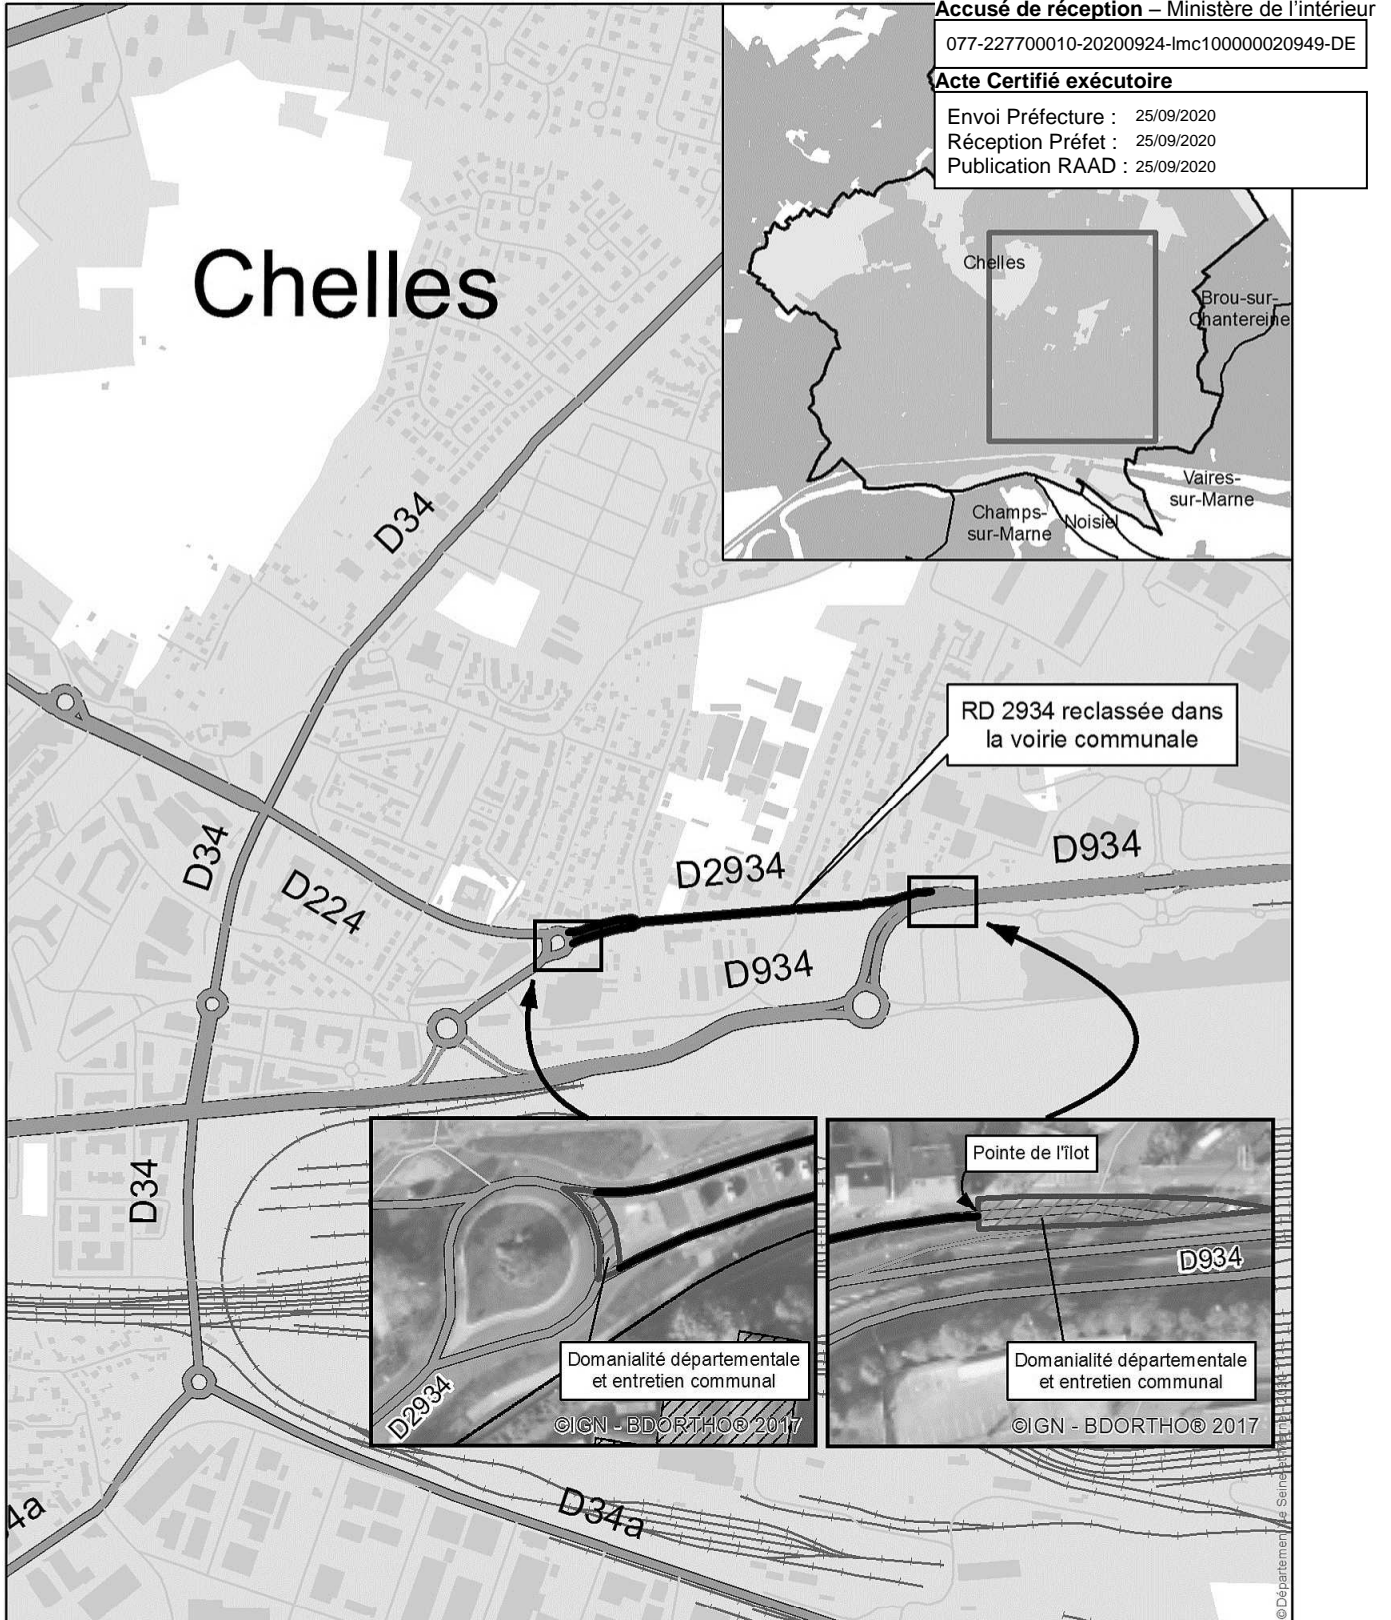 Accusé de réception – Ministère de l'intérieur
077-227700010-20200924-lmc100000020949-DE
Acte Certifié exécutoire
Envoi Préfecture : 25/09/2020
Réception Préfet : 25/09/2020
Publication RAAD : 25/09/2020
Chelles
Chelles
Brou-sur-
Chantereine
Vaires-
sur-Marne
Champs-
sur-Marne
Noisiel
D34
RD 2934 reclassée dans
la voirie communale
D34
D224
D2934
D934
D934
D34
Pointe de l'îlot
D934
Domanialité départementale
et entretien communal
D2934
©IGN - BDORTHO® 2017
Domanialité départementale
et entretien communal
©IGN - BDORTHO® 2017
4a
D34a